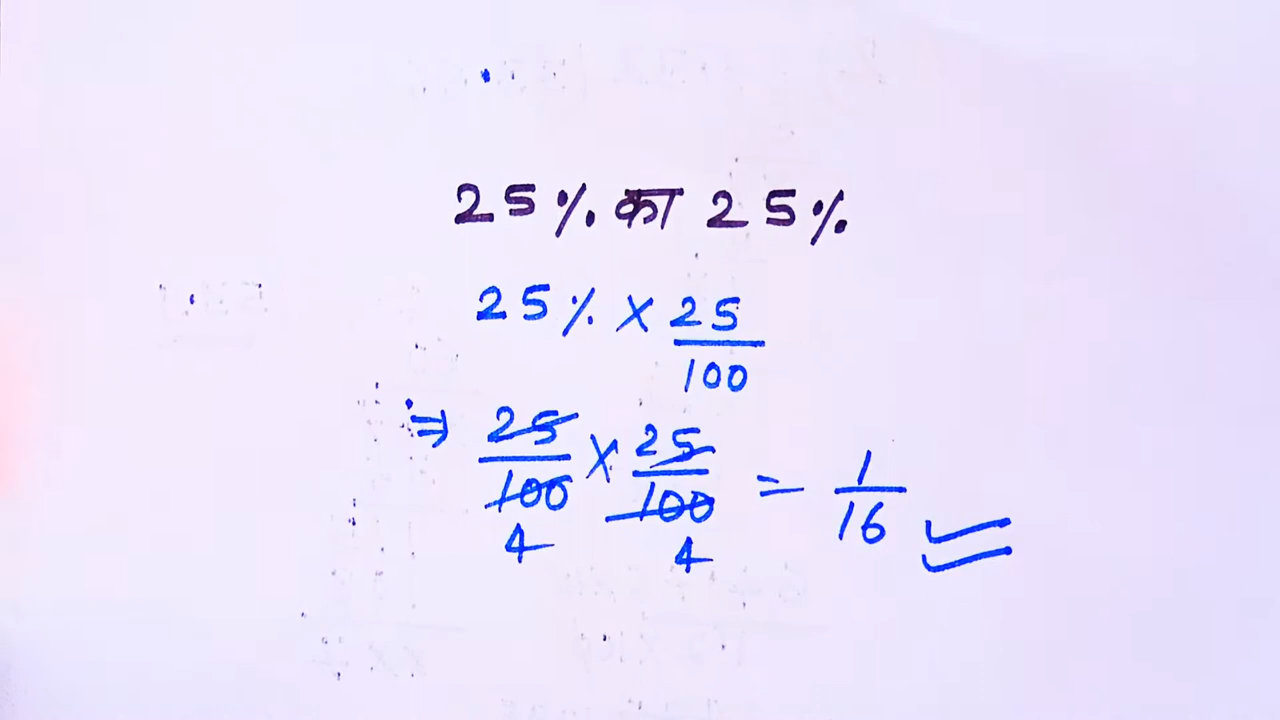 25% का 25%
25% × 25/100
⇒ 25/100 × 25/100 = 1/16
4 4